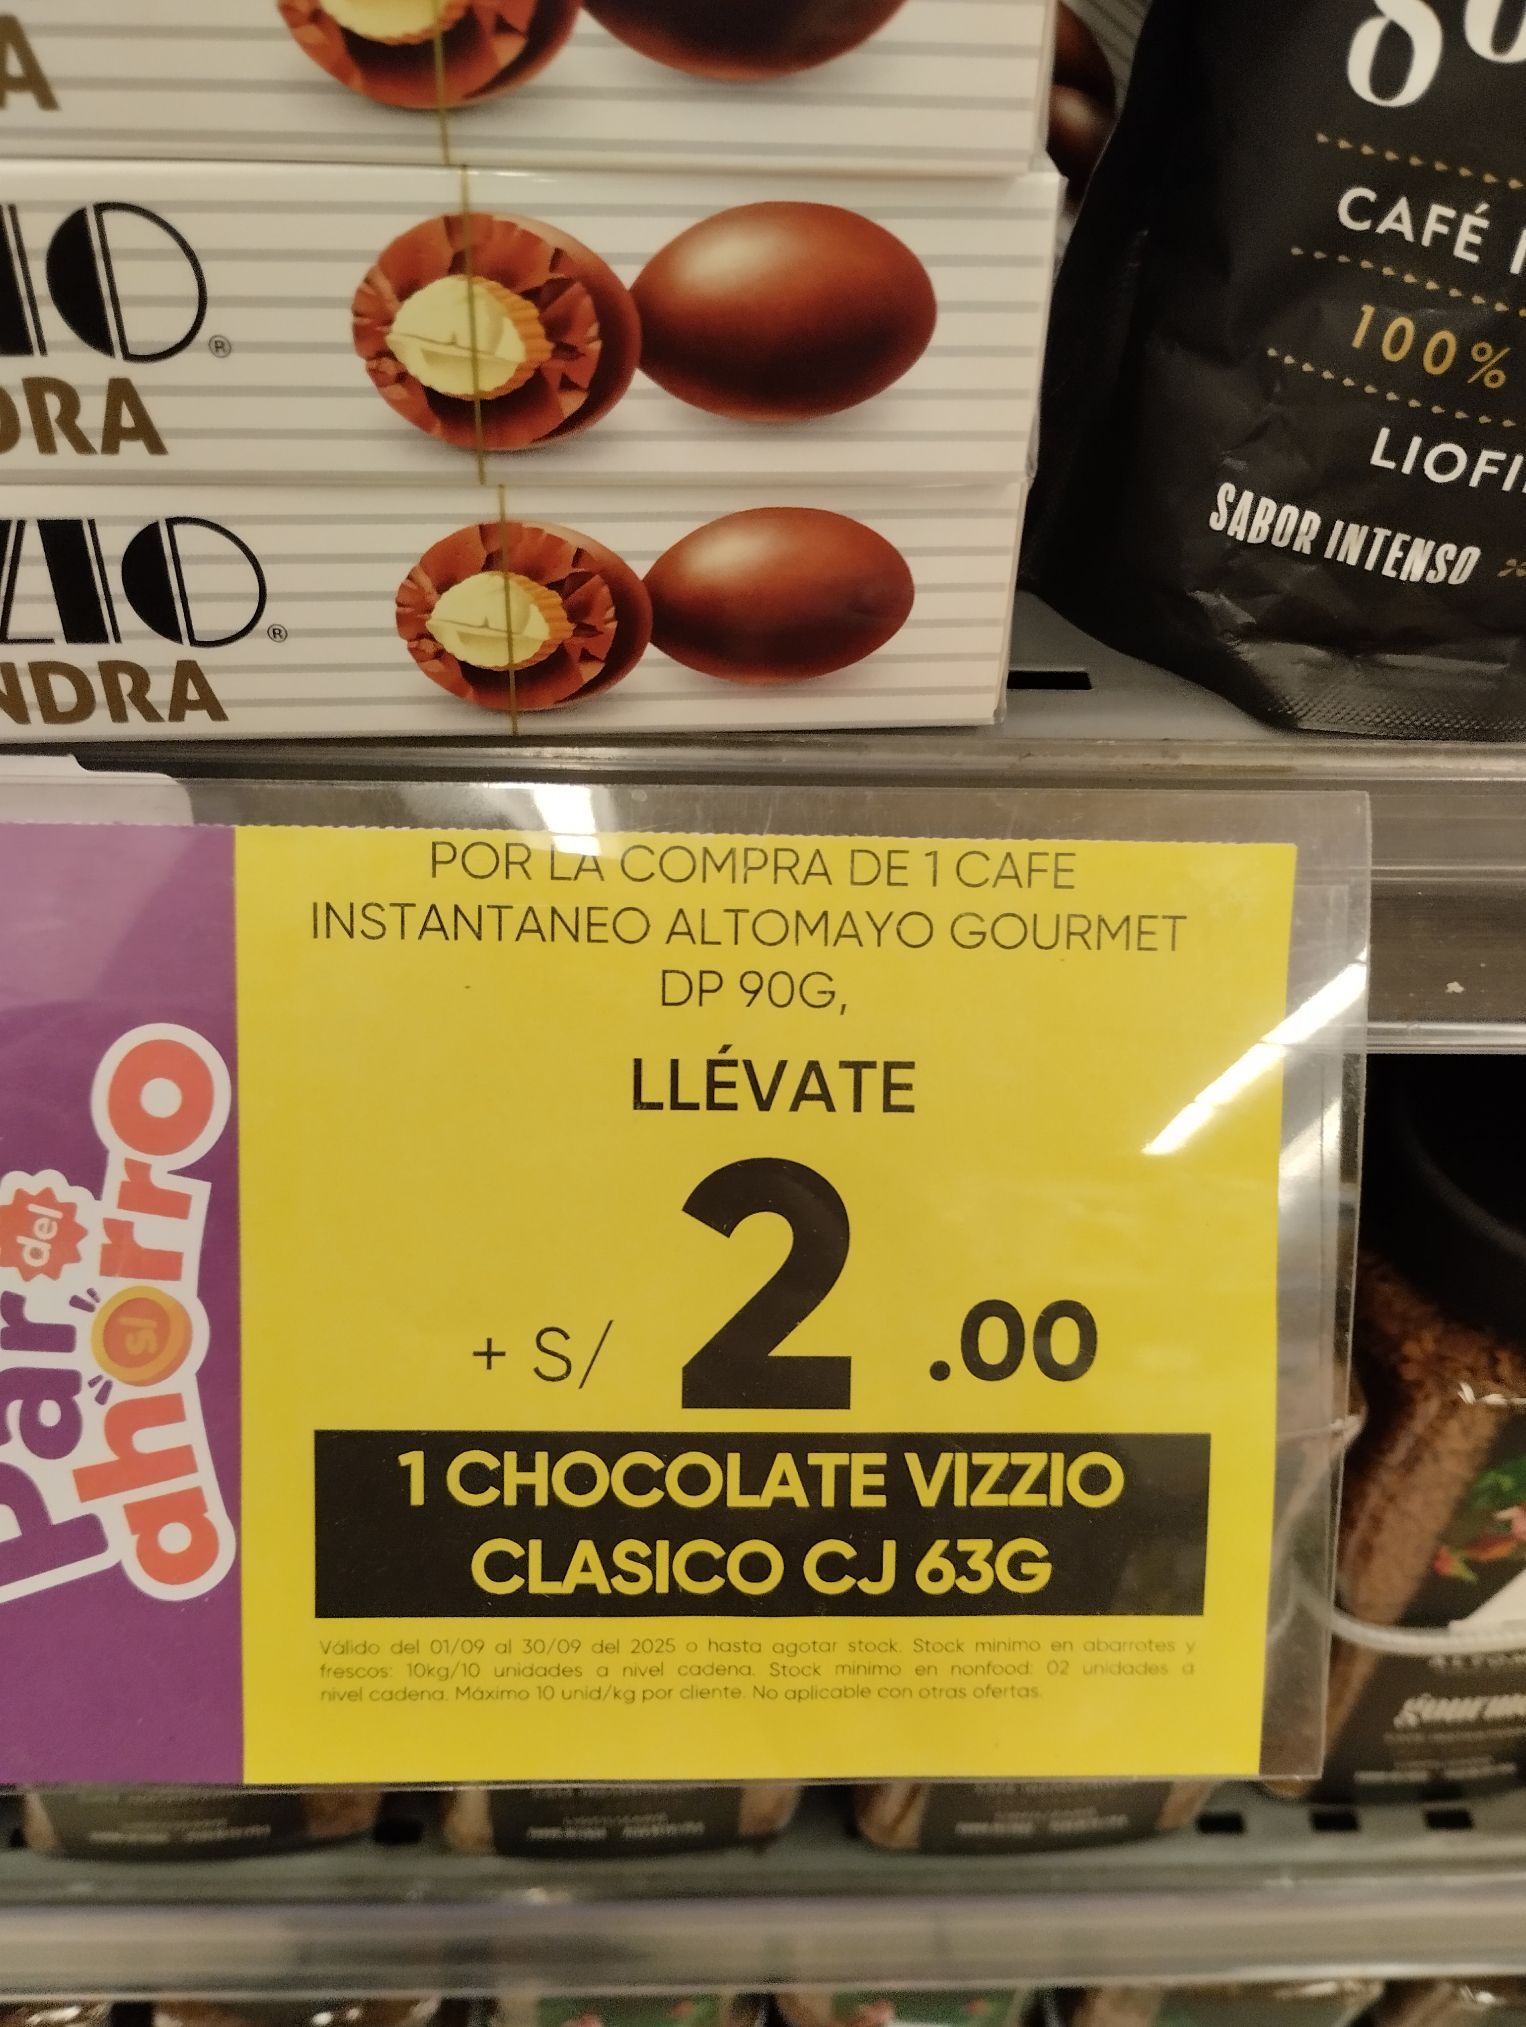 DRA
CAFÉ
100%
SABOR INTENSO
NDRA
POR LA COMPRA DE 1 CAFE
INSTANTANEO ALTOMAYO GOURMET
DP 90G,
LLÉVATE
+ S/ 2.00
1 CHOCOLATE VIZZIO
CLASICO CJ 63G
Válido del 01/09 al 30/09 del 2025 o hasta agotar stock. Stock minimo en abarrotes y
frescos: 10kg/10 unidades a nivel cadena. Stock minimo en nonfood: 02 unidades a
nivel cadena. Máximo 10 unid/kg por cliente. No aplicable con otras ofertas.
Par del
ahorro